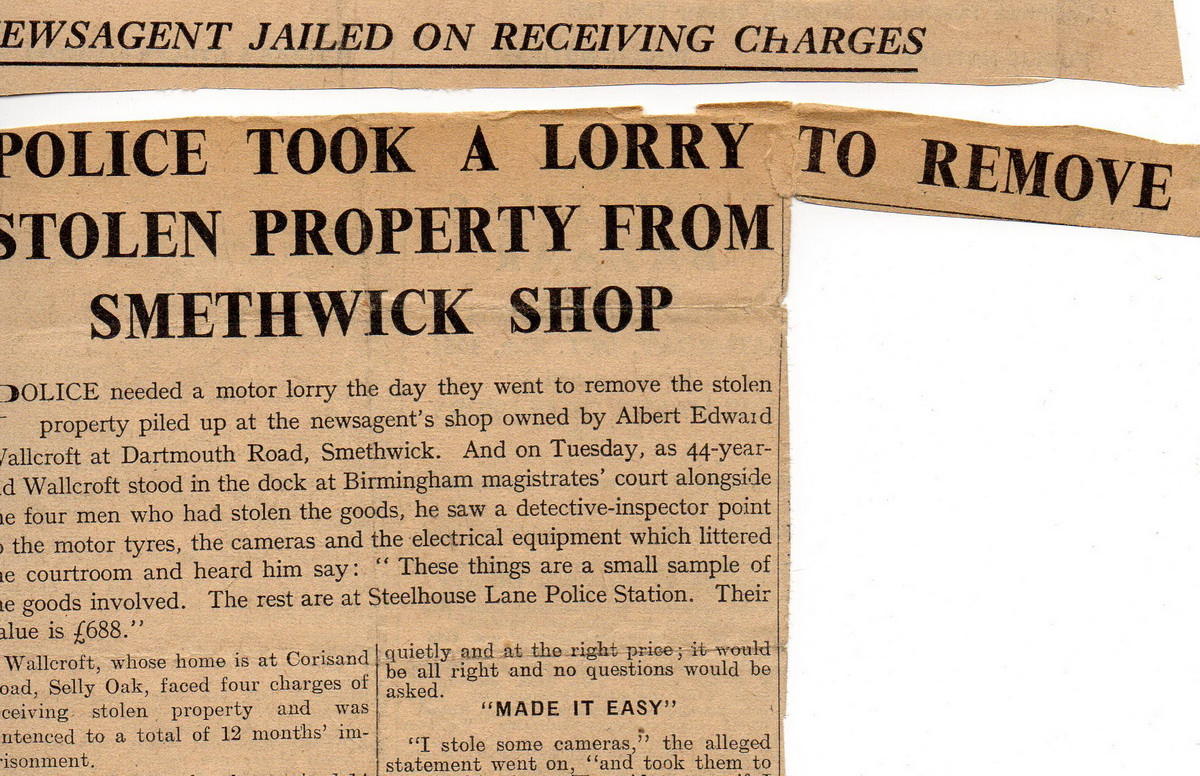 EWSAGENT JAILED ON RECEIVING CHARGES
POLICE TOOK A LORRY TO REMOVE
STOLEN PROPERTY FROM
SMETHWICK SHOP
POLICE needed a motor lorry the day they went to remove the stolen
property piled up at the newsagent's shop owned by Albert Edward
Wallcroft at Dartmouth Road, Smethwick. And on Tuesday, as 44-year-
ld Wallcroft stood in the dock at Birmingham magistrates' court alongside
he four men who had stolen the goods, he saw a detective-inspector point
o the motor tyres, the cameras and the electrical equipment which littered
he courtroom and heard him say: "These things are a small sample of
he goods involved. The rest are at Steelhouse Lane Police Station. Their
alue is £688."
Wallcroft, whose home is at Corisand
oad, Selly Oak, faced four charges of
ceiving stolen property and was
ntenced to a total of 12 months' im-
risonment.
quietly and at the right price; it would
be all right and no questions would be
asked.
"MADE IT EASY"
"I stole some cameras," the alleged
statement went on, "and took them to